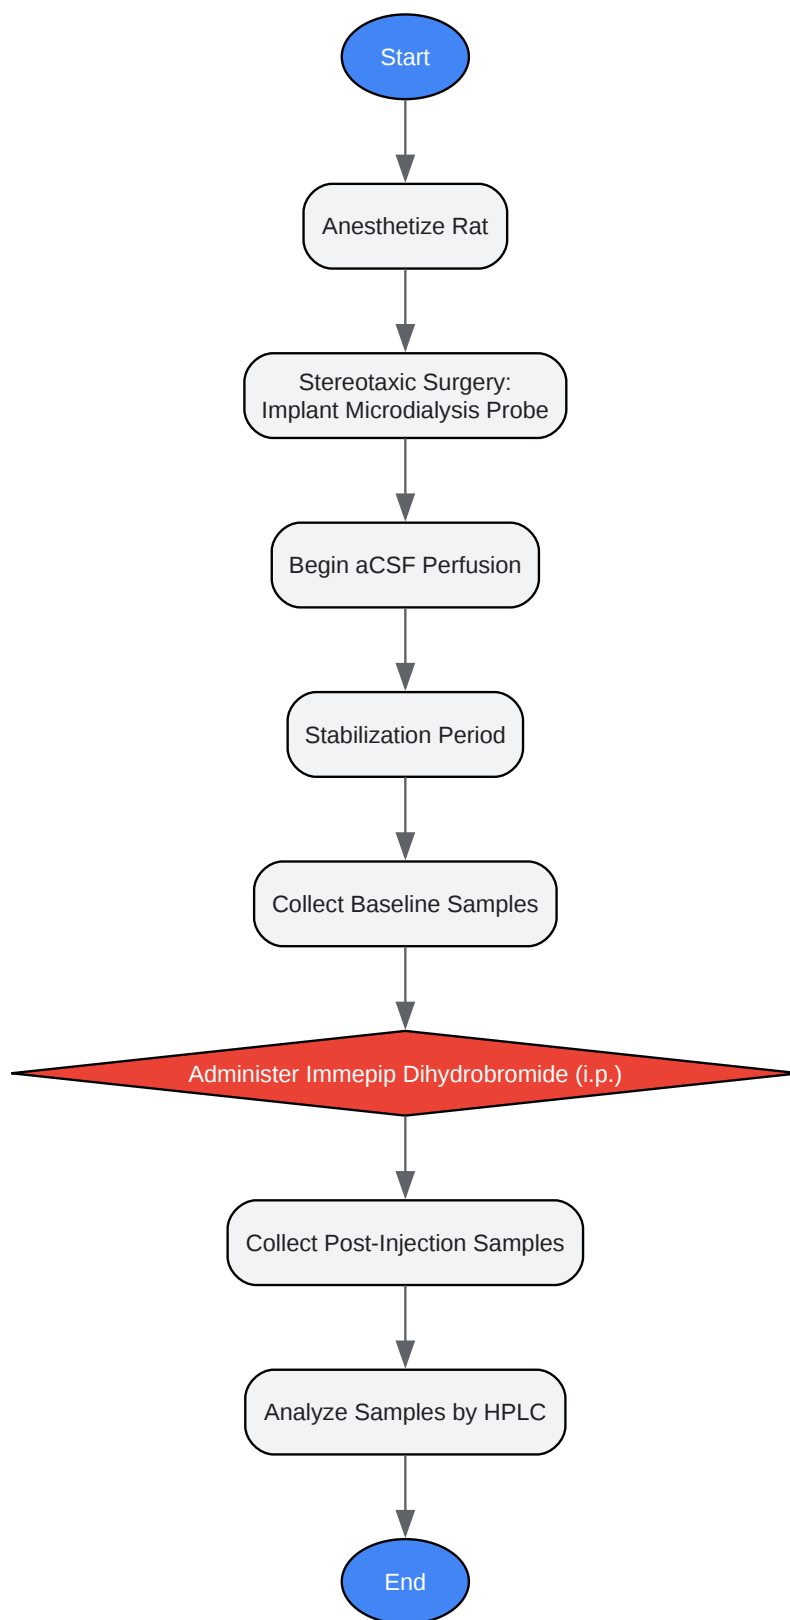 Start
Anesthetize Rat
Stereotaxic Surgery:
Implant Microdialysis Probe
Begin aCSF Perfusion
Stabilization Period
Collect Baseline Samples
Administer Immepip Dihydrobromide (i.p.)
Collect Post-Injection Samples
Analyze Samples by HPLC
End